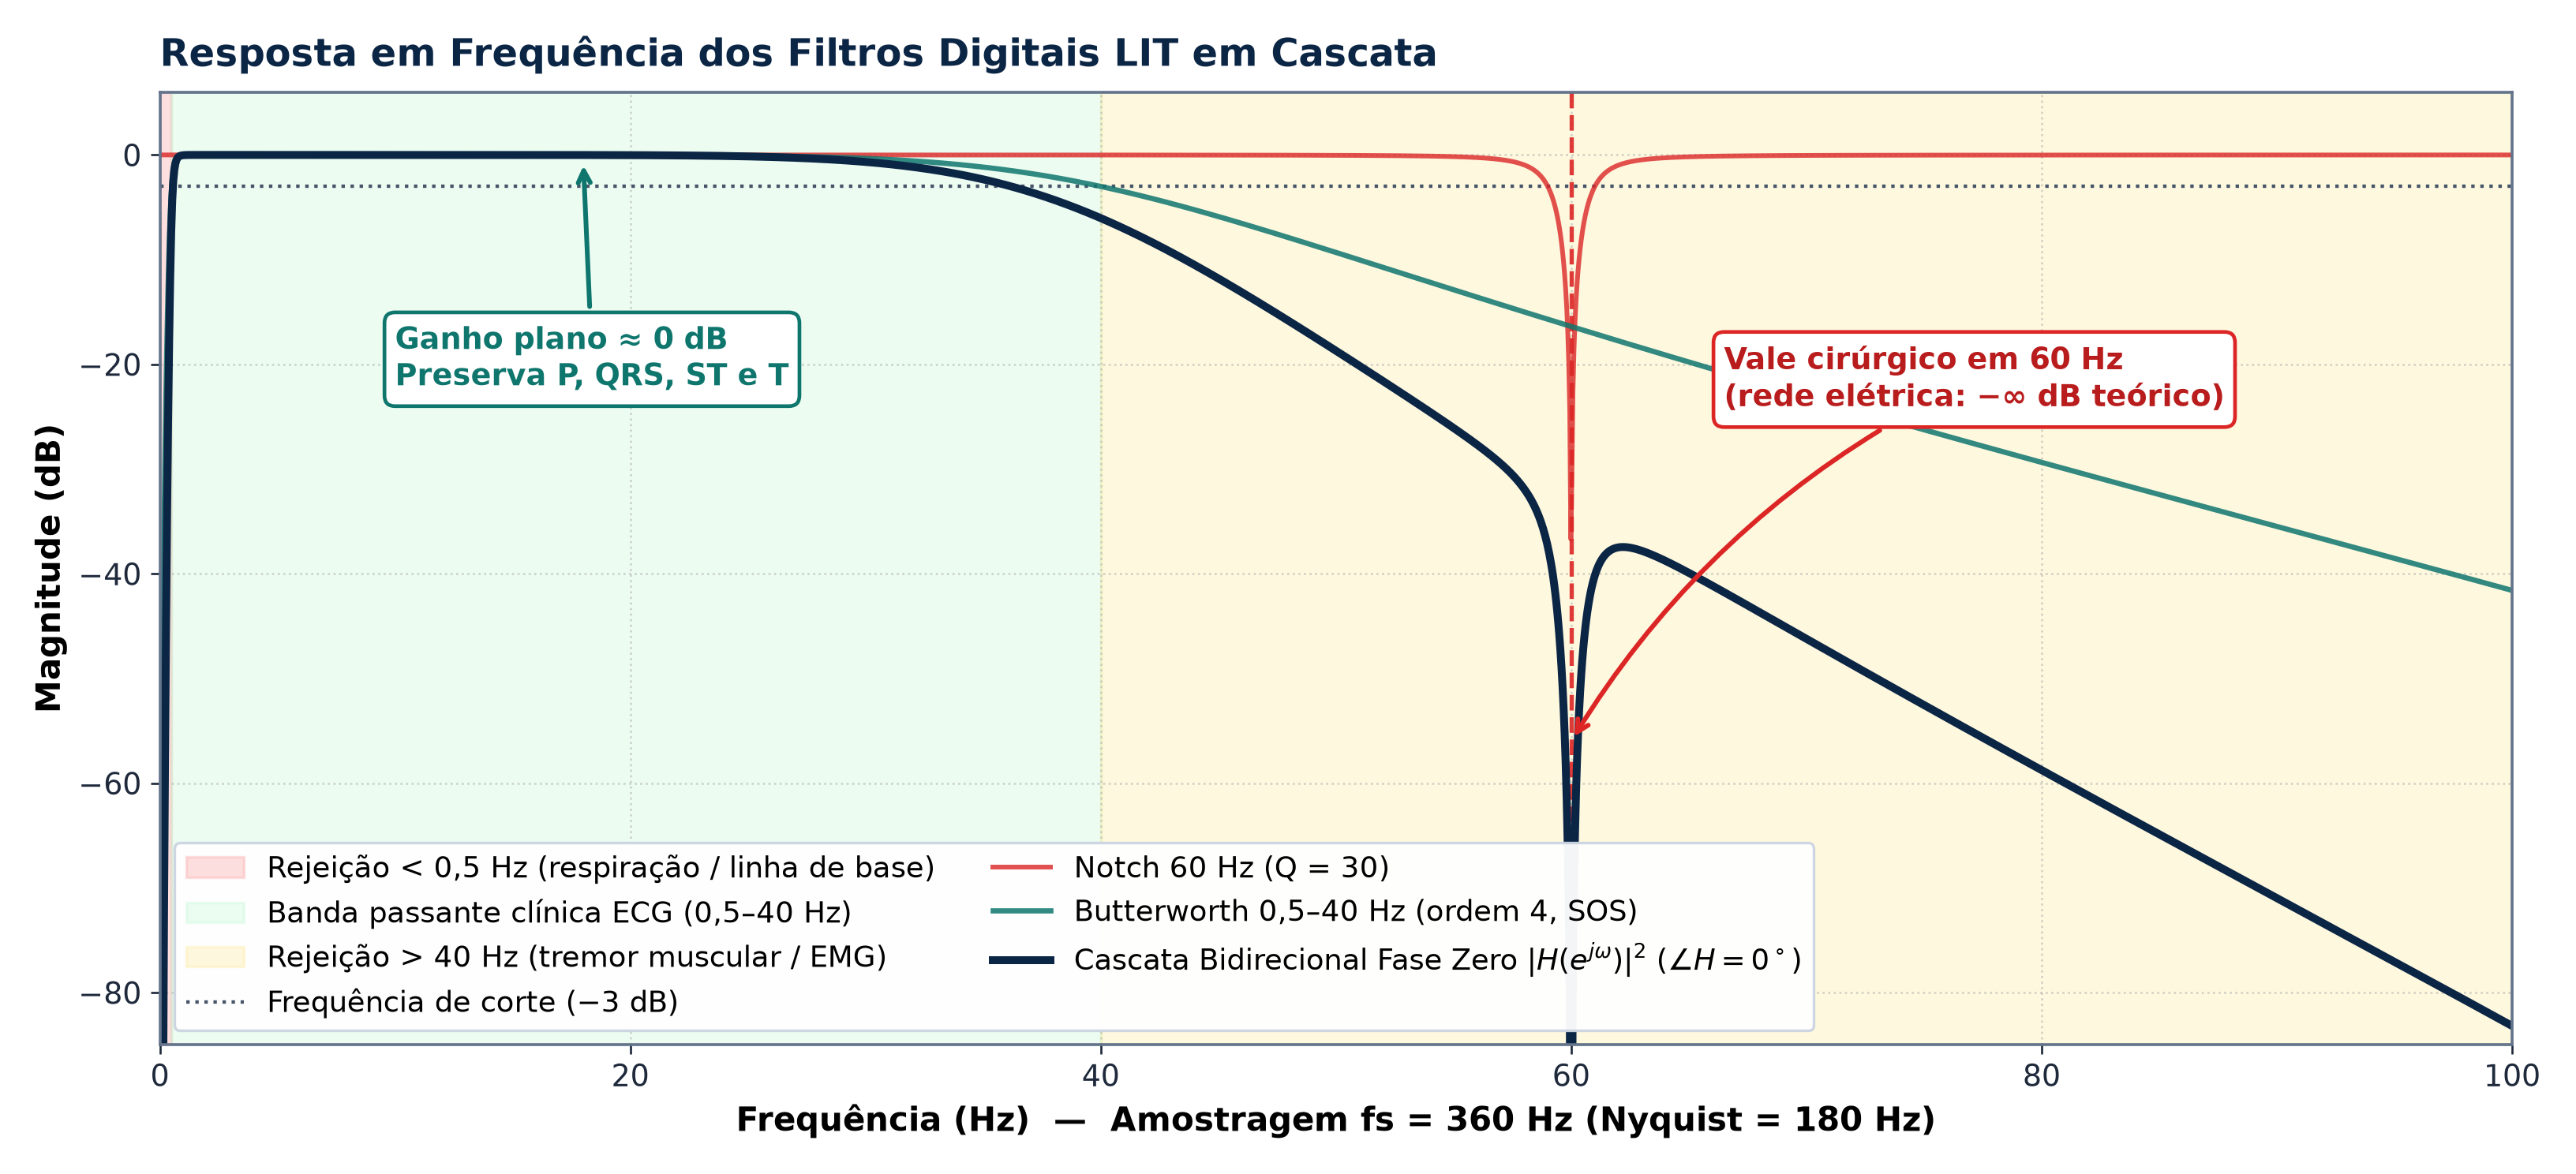 Resposta em Frequência dos Filtros Digitais LIT em Cascata
Magnitude (dB)
0
−20
−40
−60
−80
Ganho plano ≈ 0 dB
Preserva P, QRS, ST e T
Vale cirúrgico em 60 Hz
(rede elétrica: −∞ dB teórico)
Rejeição < 0,5 Hz (respiração / linha de base)
Banda passante clínica ECG (0,5–40 Hz)
Rejeição > 40 Hz (tremor muscular / EMG)
Frequência de corte (−3 dB)
Notch 60 Hz (Q = 30)
Butterworth 0,5–40 Hz (ordem 4, SOS)
Cascata Bidirecional Fase Zero |H(e^{jω})|² (∠H = 0°)
0 20 40 60 80 100
Frequência (Hz) — Amostragem fs = 360 Hz (Nyquist = 180 Hz)